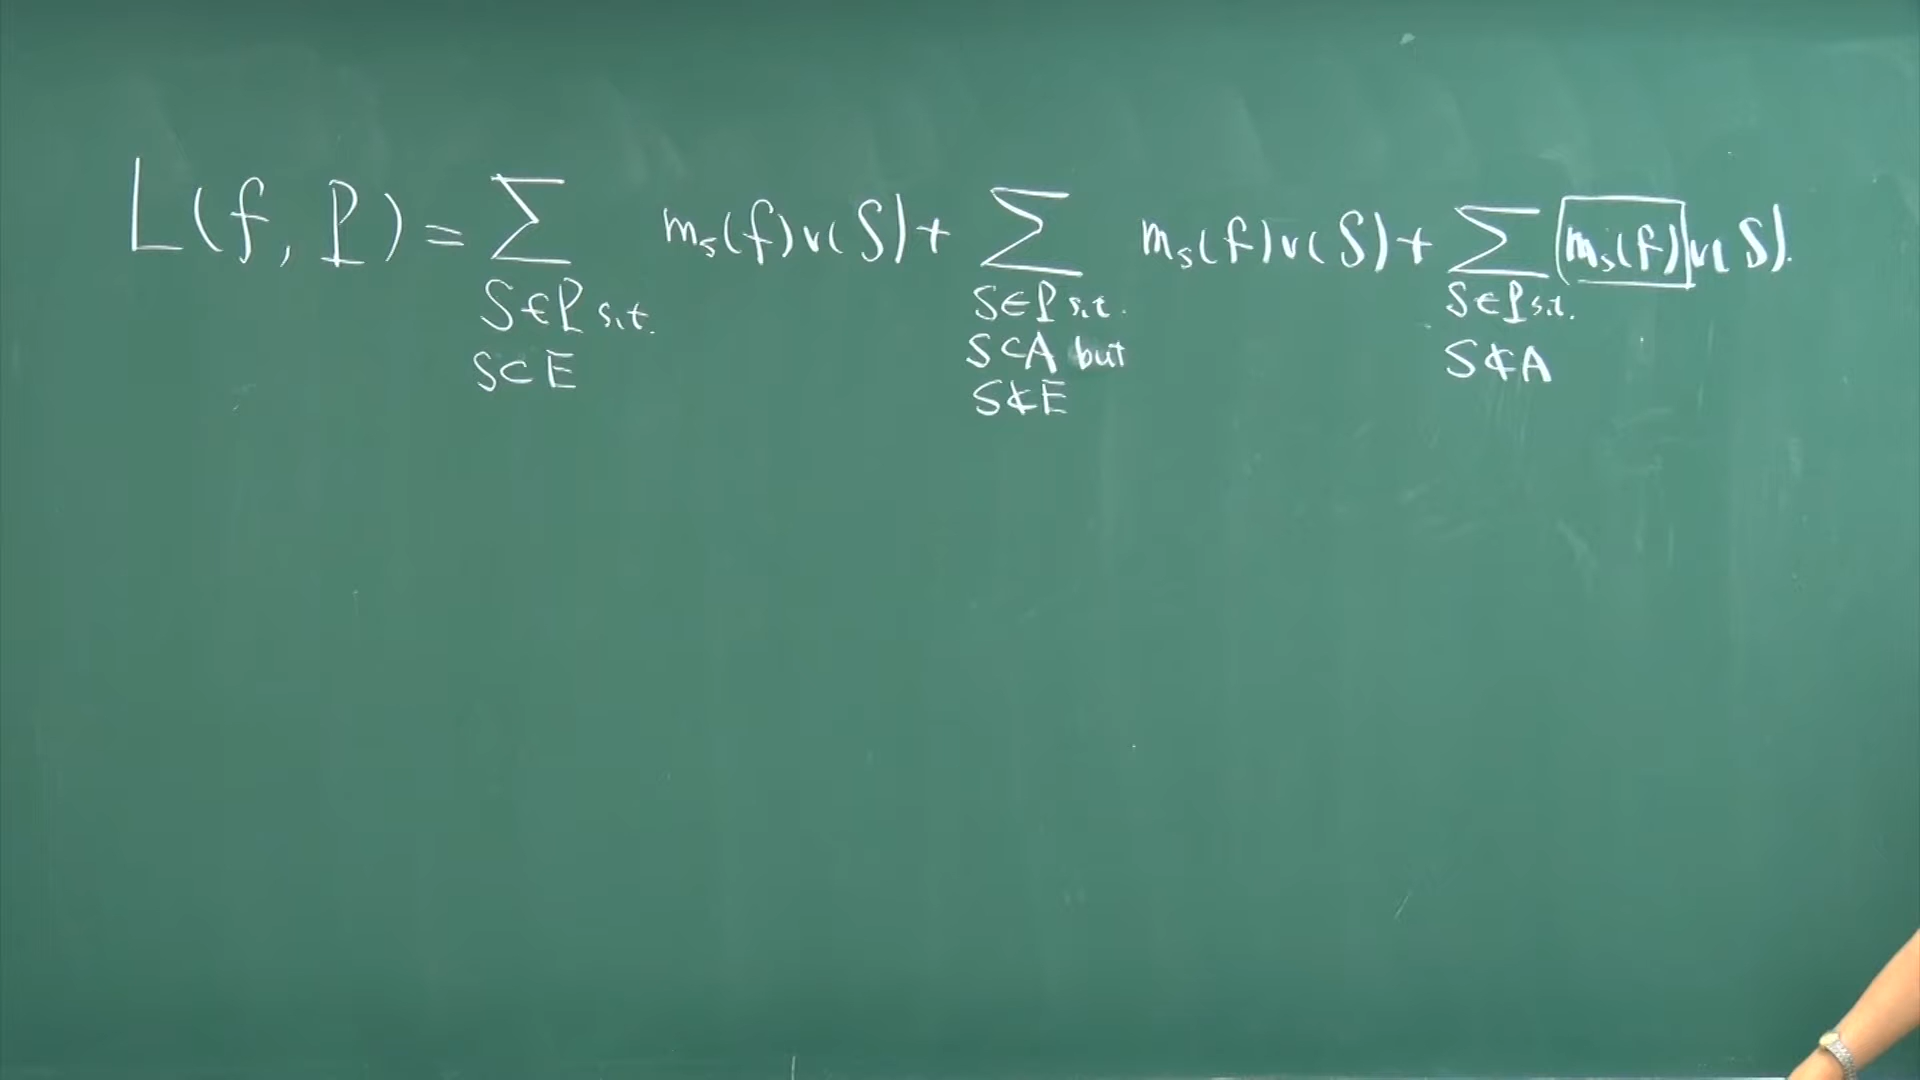 L(f, P) = ∑ m_S(f)v(S) + ∑ m_S(f)v(S) + ∑ m_S(f)v(S).
S∈P s.t. S∈P s.t. S∈P s.t.
S⊂E S⊂A but S⊄A
S⊄E